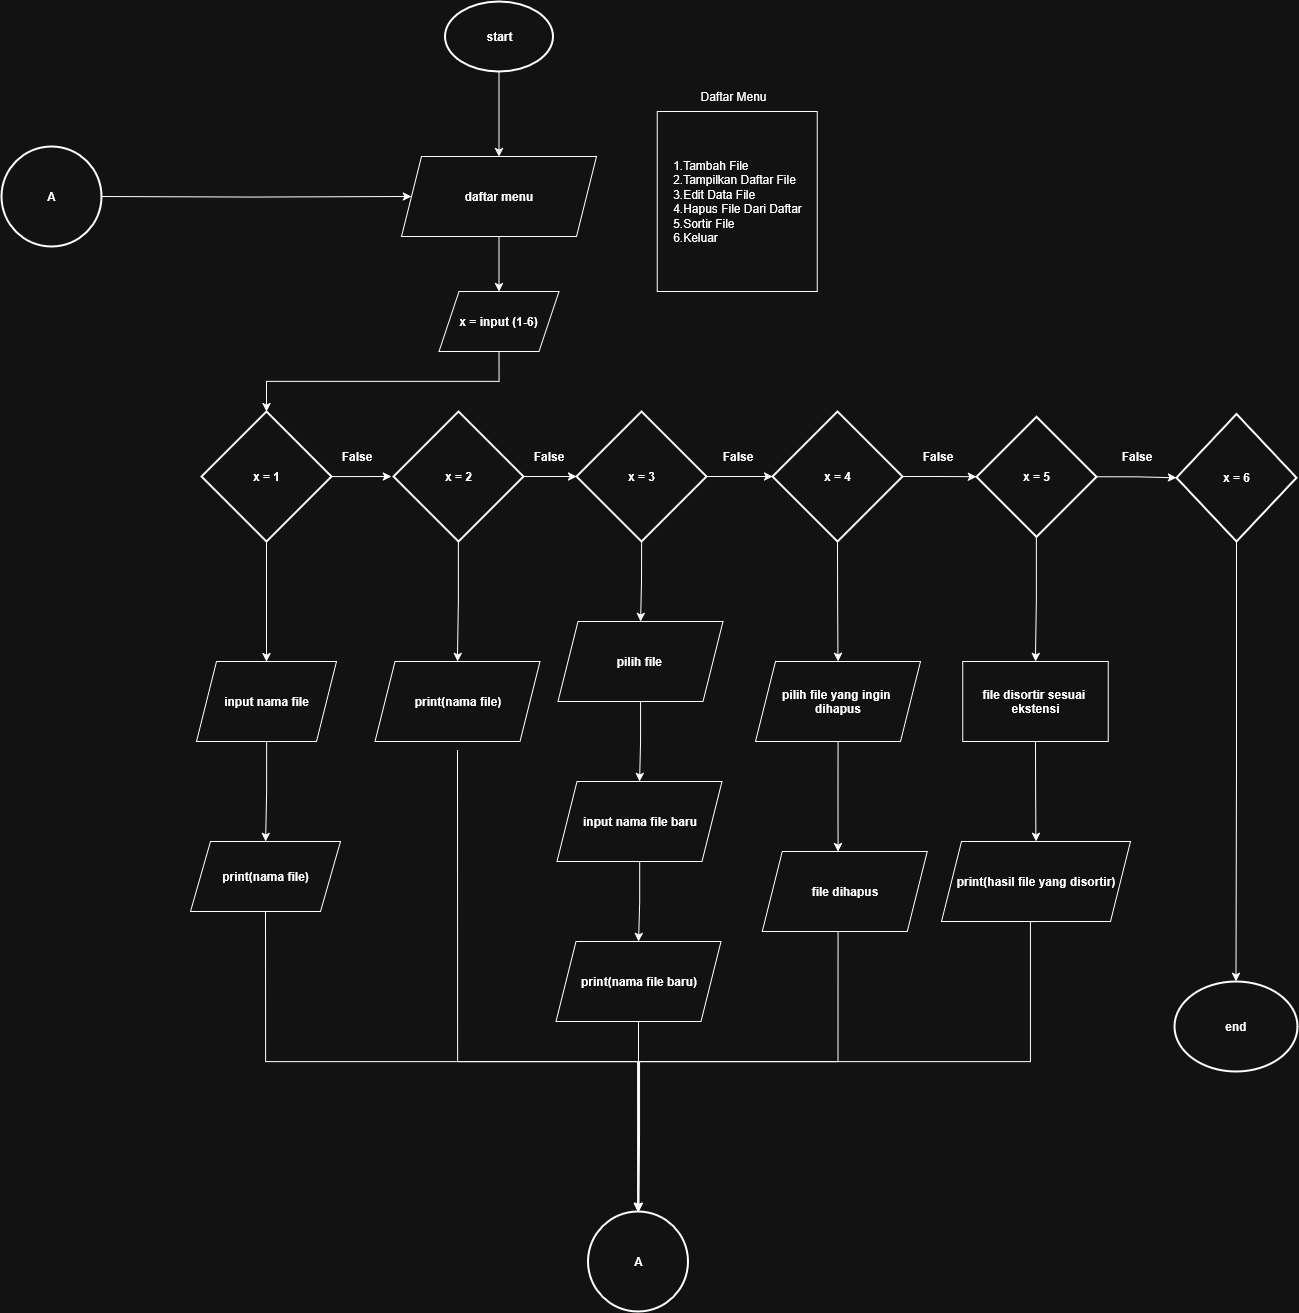 start
Daftar Menu
1.Tambah File
2.Tampilkan Daftar File
3.Edit Data File
4.Hapus File Dari Daftar
5.Sortir File
6.Keluar
A
daftar menu
x = input (1-6)
x = 1
False
x = 2
False
x = 3
False
x = 4
False
x = 5
False
x = 6
input nama file
print(nama file)
print(nama file)
pilih file
input nama file baru
print(nama file baru)
pilih file yang ingin
dihapus
file dihapus
file disortir sesuai
ekstensi
print(hasil file yang disortir)
end
A